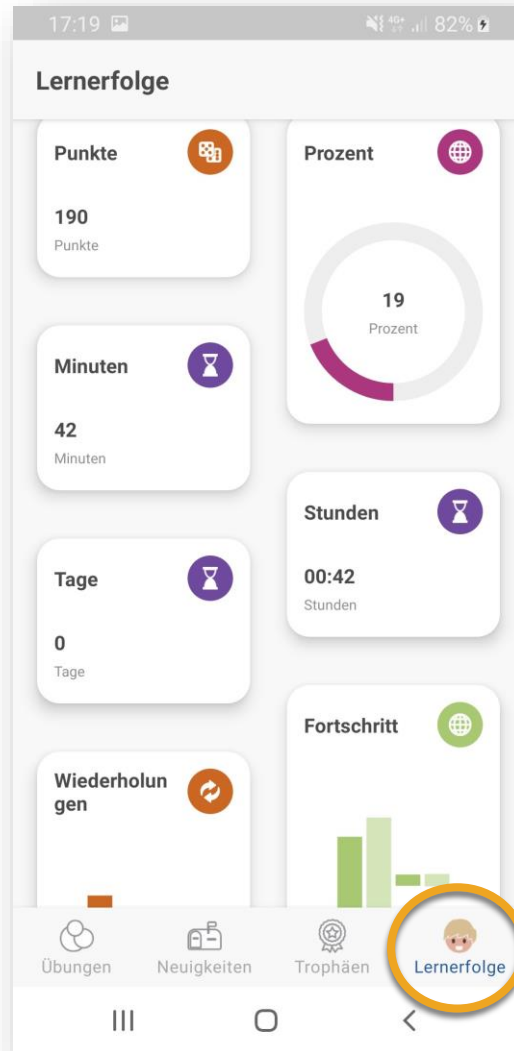 17:19
4G+ 82%
Lernerfolge
Punkte
190
Punkte
Prozent
19
Prozent
Minuten
42
Minuten
Stunden
00:42
Stunden
Tage
0
Tage
Fortschritt
Wiederholun
gen
Übungen
Neuigkeiten
Trophäen
Lernerfolge